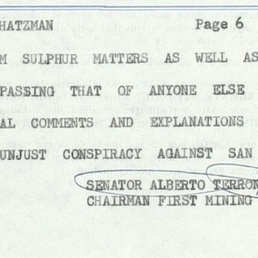 HATZMAN Page 6
M SULPHUR MATTERS AS WELL AS
PASSING THAT OF ANYONE ELSE
AL COMMENTS AND EXPLANATIONS
UNJUST CONSPIRACY AGAINST SAN
SENATOR ALBERTO TERRON
CHAIRMAN FIRST MINING